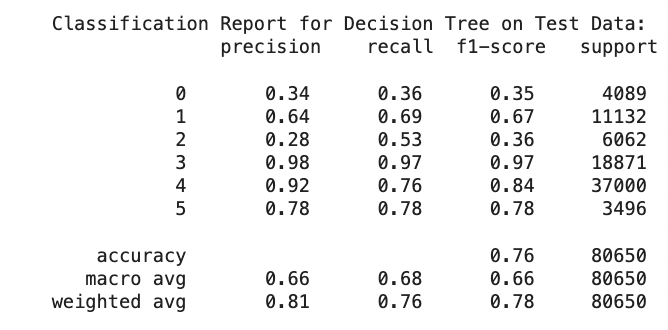 Classification Report for Decision Tree on Test Data:
precision recall f1-score support
0 0.34 0.36 0.35 4089
1 0.64 0.69 0.67 11132
2 0.28 0.53 0.36 6062
3 0.98 0.97 0.97 18871
4 0.92 0.76 0.84 37000
5 0.78 0.78 0.78 3496
accuracy 0.76 80650
macro avg 0.66 0.68 0.66 80650
weighted avg 0.81 0.76 0.78 80650